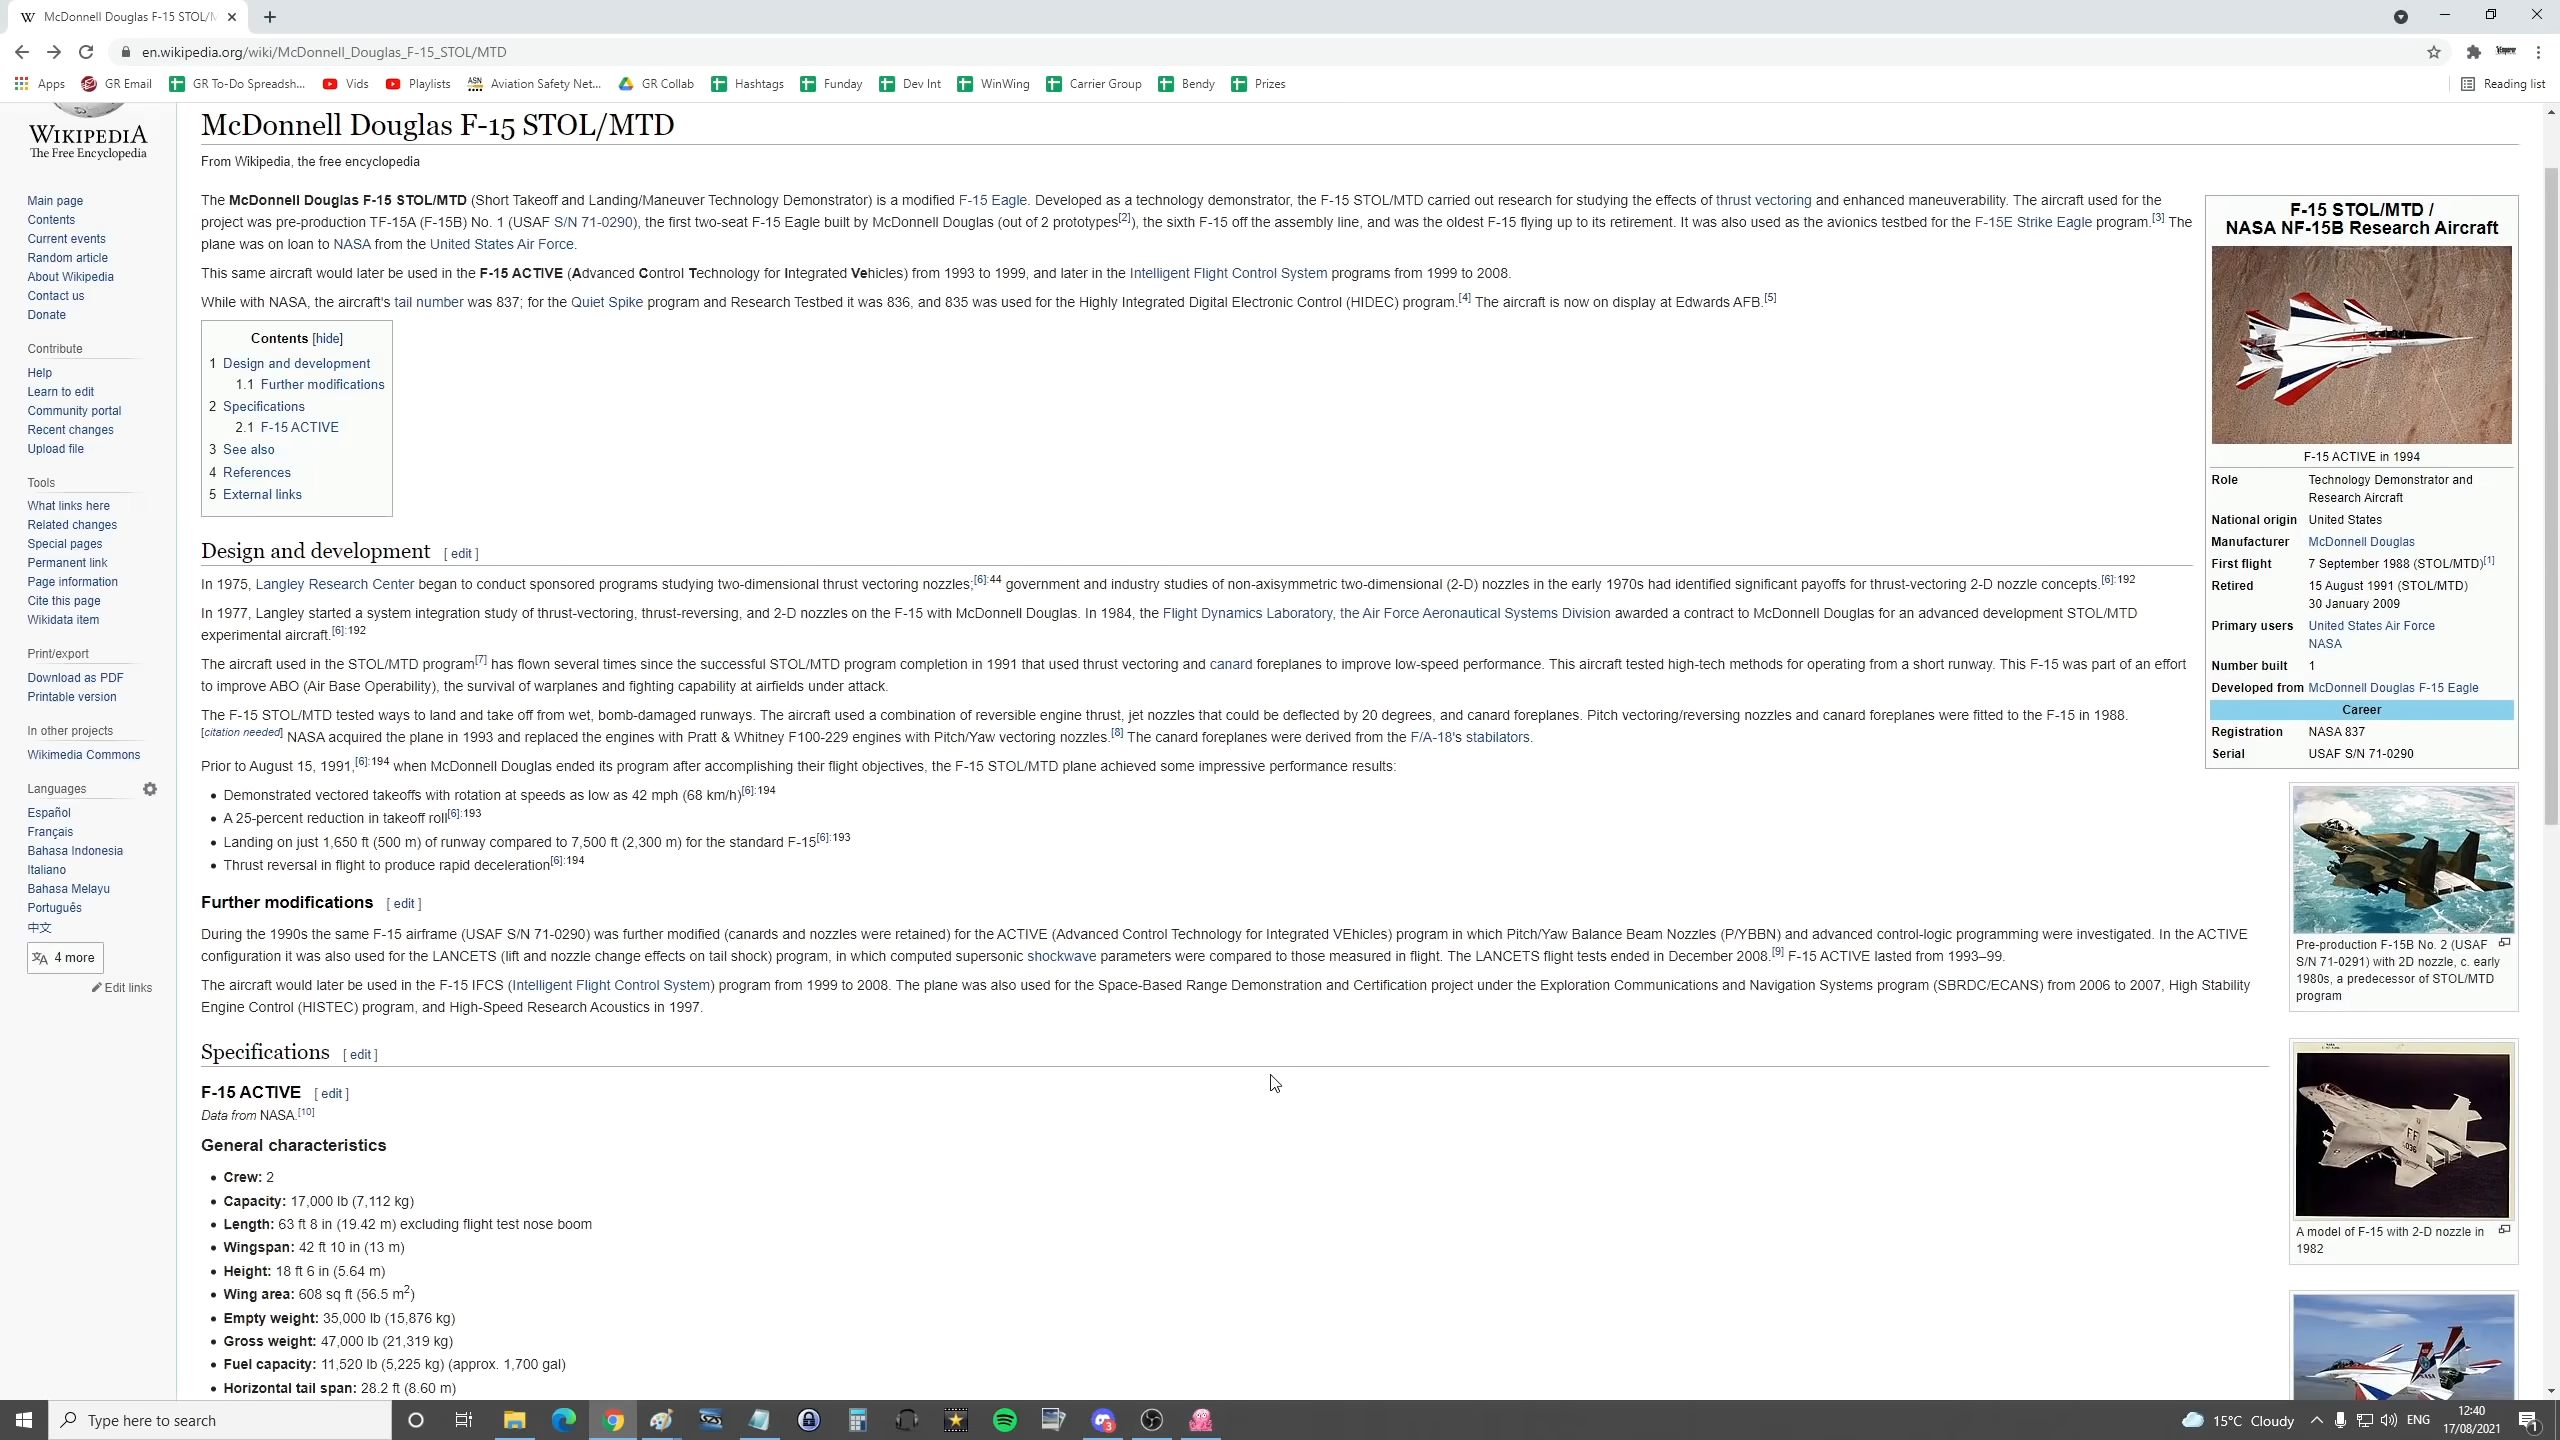 McDonnell Douglas F-15 STOL/M
en.wikipedia.org/wiki/McDonnell_Douglas_F-15_STOL/MTD
Apps
GR Email
GR To-Do Spreadsh...
Vids
Playlists
ASN
Aviation Safety Net...
GR Collab
Hashtags
Funday
Dev Int
WinWing
Carrier Group
Bendy
Prizes
Reading list
WIKIPEDIA
The Free Encyclopedia
Main page
Contents
Current events
Random article
About Wikipedia
Contact us
Donate
Contribute
Help
Learn to edit
Community portal
Recent changes
Upload file
Tools
What links here
Related changes
Special pages
Permanent link
Page information
Cite this page
Wikidata item
Print/export
Download as PDF
Printable version
In other projects
Wikimedia Commons
Languages
Español
Français
Bahasa Indonesia
Italiano
Bahasa Melayu
Português
中文
4 more
Edit links
McDonnell Douglas F-15 STOL/MTD
From Wikipedia, the free encyclopedia
The McDonnell Douglas F-15 STOL/MTD (Short Takeoff and Landing/Maneuver Technology Demonstrator) is a modified F-15 Eagle. Developed as a technology demonstrator, the F-15 STOL/MTD carried out research for studying the effects of thrust vectoring and enhanced maneuverability. The aircraft used for the
project was pre-production TF-15A (F-15B) No. 1 (USAF S/N 71-0290), the first two-seat F-15 Eagle built by McDonnell Douglas (out of 2 prototypes[2]), the sixth F-15 off the assembly line, and was the oldest F-15 flying up to its retirement. It was also used as the avionics testbed for the F-15E Strike Eagle program.[3] The
plane was on loan to NASA from the United States Air Force.
This same aircraft would later be used in the F-15 ACTIVE (Advanced Control Technology for Integrated Vehicles) from 1993 to 1999, and later in the Intelligent Flight Control System programs from 1999 to 2008.
While with NASA, the aircraft's tail number was 837; for the Quiet Spike program and Research Testbed it was 836, and 835 was used for the Highly Integrated Digital Electronic Control (HIDEC) program.[4] The aircraft is now on display at Edwards AFB.[5]
Contents [hide]
1 Design and development
1.1 Further modifications
2 Specifications
2.1 F-15 ACTIVE
3 See also
4 References
5 External links
Design and development [ edit ]
In 1975, Langley Research Center began to conduct sponsored programs studying two-dimensional thrust vectoring nozzles;[6]:44 government and industry studies of non-axisymmetric two-dimensional (2-D) nozzles in the early 1970s had identified significant payoffs for thrust-vectoring 2-D nozzle concepts.[6]:192
In 1977, Langley started a system integration study of thrust-vectoring, thrust-reversing, and 2-D nozzles on the F-15 with McDonnell Douglas. In 1984, the Flight Dynamics Laboratory, the Air Force Aeronautical Systems Division awarded a contract to McDonnell Douglas for an advanced development STOL/MTD
experimental aircraft.[6]:192
The aircraft used in the STOL/MTD program[7] has flown several times since the successful STOL/MTD program completion in 1991 that used thrust vectoring and canard foreplanes to improve low-speed performance. This aircraft tested high-tech methods for operating from a short runway. This F-15 was part of an effort
to improve ABO (Air Base Operability), the survival of warplanes and fighting capability at airfields under attack.
The F-15 STOL/MTD tested ways to land and take off from wet, bomb-damaged runways. The aircraft used a combination of reversible engine thrust, jet nozzles that could be deflected by 20 degrees, and canard foreplanes. Pitch vectoring/reversing nozzles and canard foreplanes were fitted to the F-15 in 1988.
[citation needed] NASA acquired the plane in 1993 and replaced the engines with Pratt & Whitney F100-229 engines with Pitch/Yaw vectoring nozzles.[8] The canard foreplanes were derived from the F/A-18's stabilators.
Prior to August 15, 1991,[6]:194 when McDonnell Douglas ended its program after accomplishing their flight objectives, the F-15 STOL/MTD plane achieved some impressive performance results:
• Demonstrated vectored takeoffs with rotation at speeds as low as 42 mph (68 km/h)[6]:194
• A 25-percent reduction in takeoff roll[6]:193
• Landing on just 1,650 ft (500 m) of runway compared to 7,500 ft (2,300 m) for the standard F-15[6]:193
• Thrust reversal in flight to produce rapid deceleration[6]:194
Further modifications [ edit ]
During the 1990s the same F-15 airframe (USAF S/N 71-0290) was further modified (canards and nozzles were retained) for the ACTIVE (Advanced Control Technology for Integrated VEhicles) program in which Pitch/Yaw Balance Beam Nozzles (P/YBBN) and advanced control-logic programming were investigated. In the ACTIVE
configuration it was also used for the LANCETS (lift and nozzle change effects on tail shock) program, in which computed supersonic shockwave parameters were compared to those measured in flight. The LANCETS flight tests ended in December 2008.[9] F-15 ACTIVE lasted from 1993–99.
The aircraft would later be used in the F-15 IFCS (Intelligent Flight Control System) program from 1999 to 2008. The plane was also used for the Space-Based Range Demonstration and Certification project under the Exploration Communications and Navigation Systems program (SBRDC/ECANS) from 2006 to 2007, High Stability
Engine Control (HISTEC) program, and High-Speed Research Acoustics in 1997.
Specifications [ edit ]
F-15 ACTIVE [ edit ]
Data from NASA.[10]
General characteristics
• Crew: 2
• Capacity: 17,000 lb (7,112 kg)
• Length: 63 ft 8 in (19.42 m) excluding flight test nose boom
• Wingspan: 42 ft 10 in (13 m)
• Height: 18 ft 6 in (5.64 m)
• Wing area: 608 sq ft (56.5 m2)
• Empty weight: 35,000 lb (15,876 kg)
• Gross weight: 47,000 lb (21,319 kg)
• Fuel capacity: 11,520 lb (5,225 kg) (approx. 1,700 gal)
• Horizontal tail span: 28.2 ft (8.60 m)
F-15 STOL/MTD /
NASA NF-15B Research Aircraft
F-15 ACTIVE in 1994
Role Technology Demonstrator and
Research Aircraft
National origin United States
Manufacturer McDonnell Douglas
First flight 7 September 1988 (STOL/MTD)[1]
Retired 15 August 1991 (STOL/MTD)
30 January 2009
Primary users United States Air Force
NASA
Number built 1
Developed from McDonnell Douglas F-15 Eagle
Career
Registration NASA 837
Serial USAF S/N 71-0290
Pre-production F-15B No. 2 (USAF
S/N 71-0291) with 2D nozzle, c. early
1980s, a predecessor of STOL/MTD
program
FF
036
A model of F-15 with 2-D nozzle in
1982
Type here to search
3
15°C Cloudy
ENG
12:40
17/08/2021
1